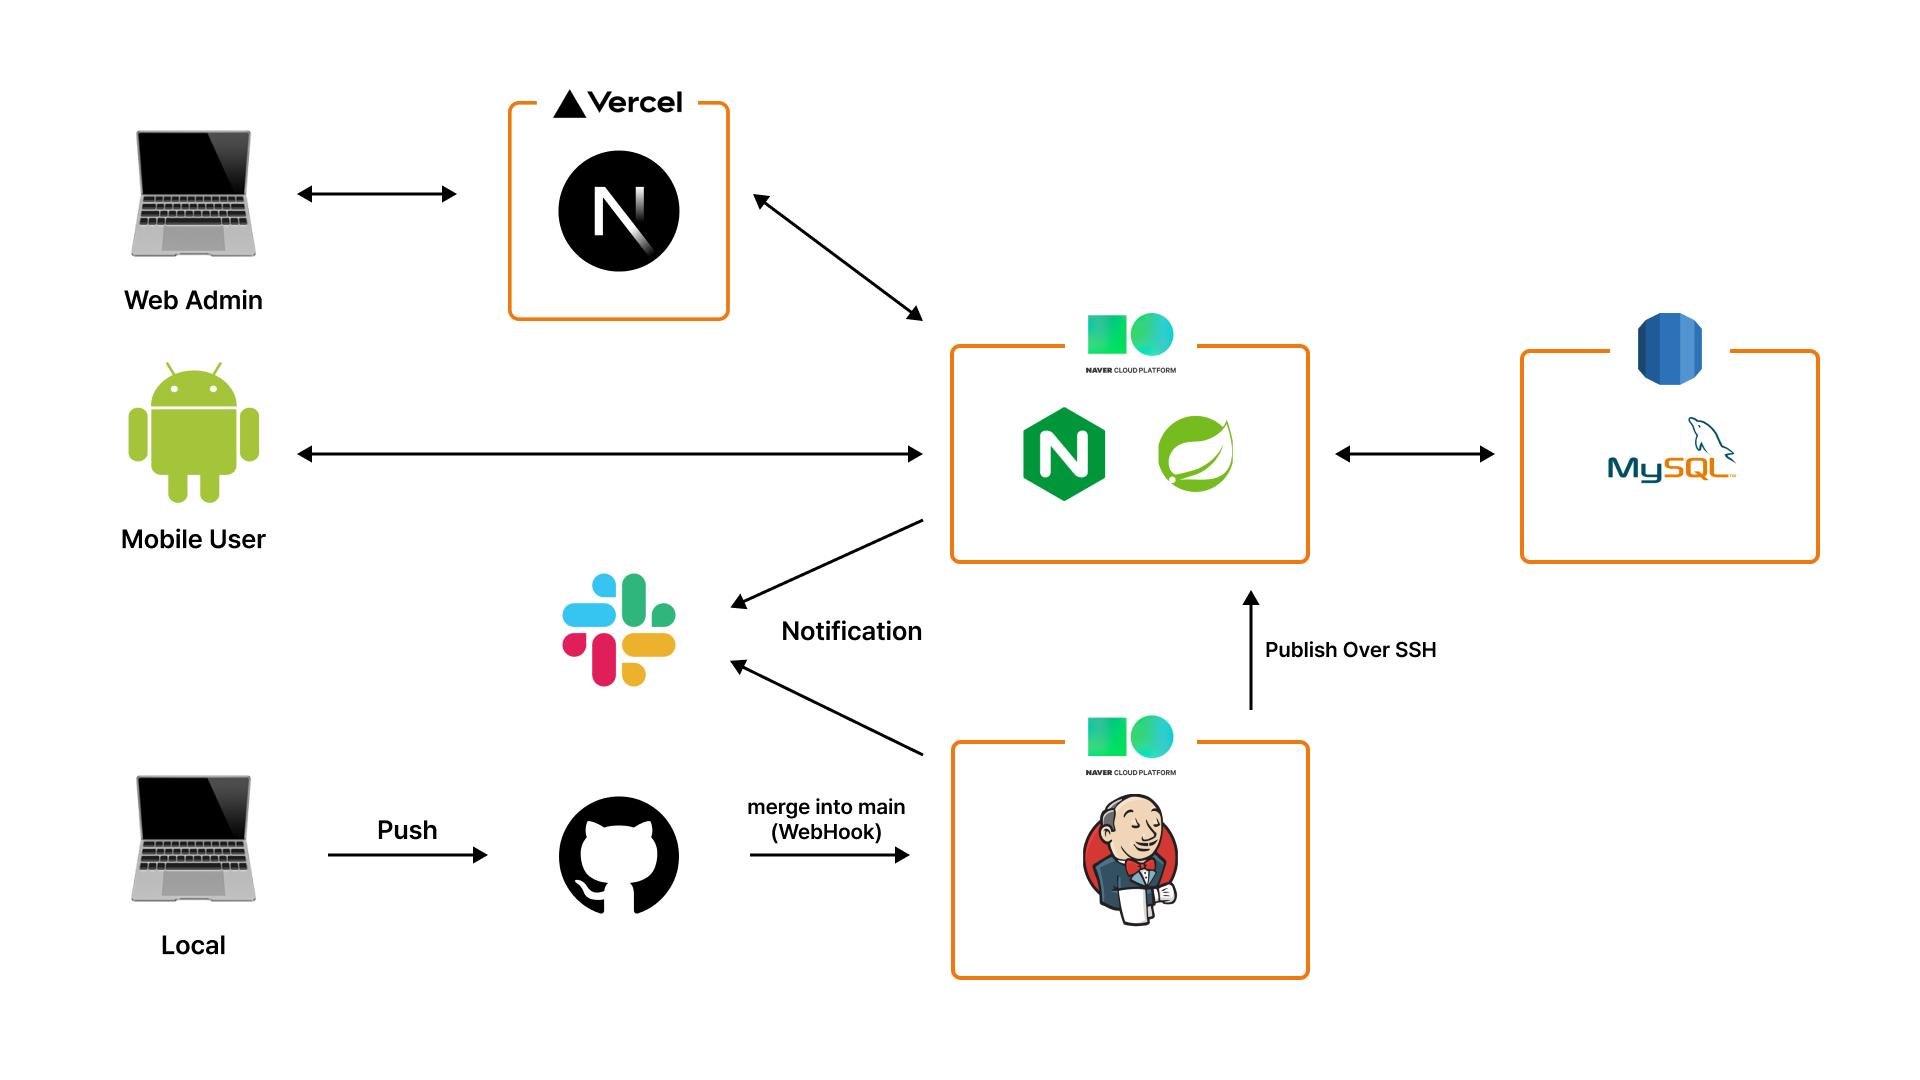 Vercel
Web Admin
NAVER CLOUD PLATFORM
MySQL™
Mobile User
Notification
Publish Over SSH
NAVER CLOUD PLATFORM
Push
merge into main
(WebHook)
Local